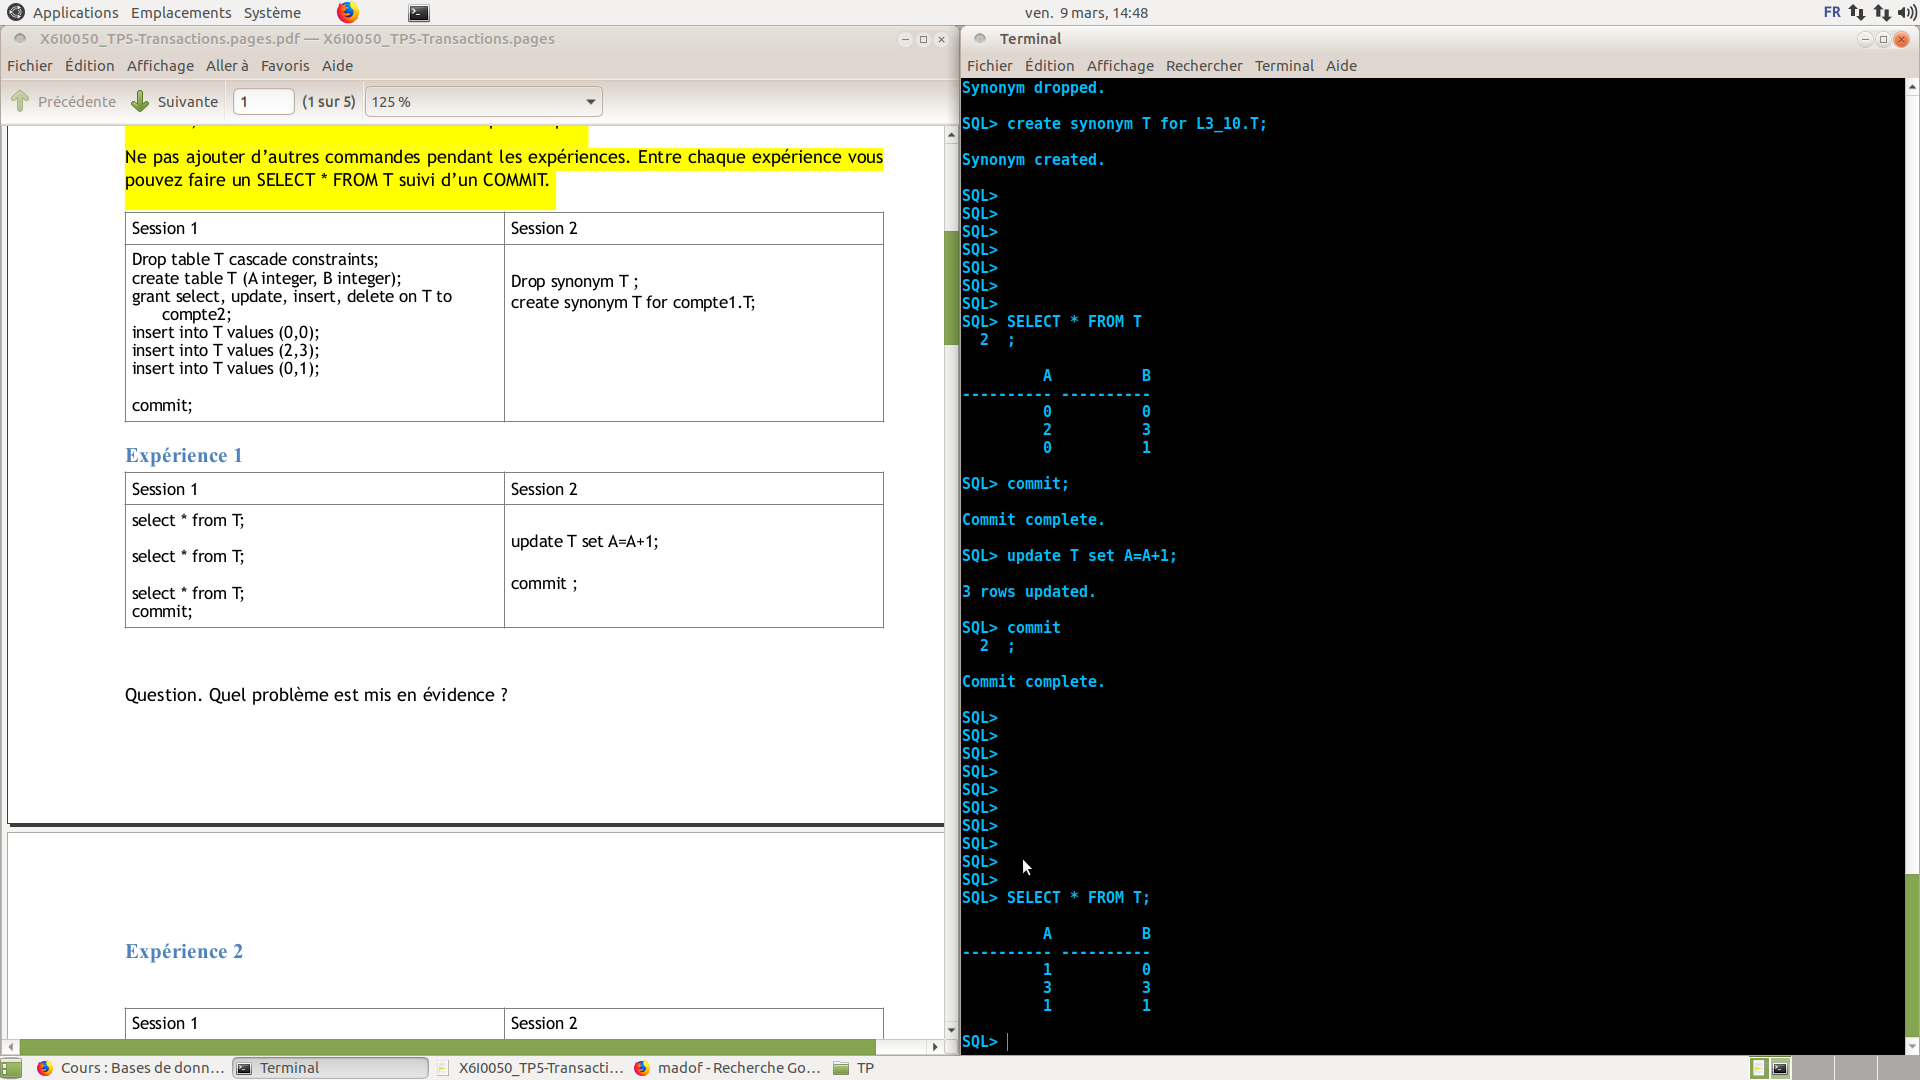 Applications Emplacements Système
ven. 9 mars, 14:48
FR
X6I0050_TP5-Transactions.pages.pdf — X6I0050_TP5-Transactions.pages
Fichier Édition Affichage Aller à Favoris Aide
Précédente Suivante 1 (1 sur 5) 125 %
Ne pas ajouter d’autres commandes pendant les expériences. Entre chaque expérience vous
pouvez faire un SELECT * FROM T suivi d’un COMMIT.
Session 1 Session 2
Drop table T cascade constraints;
create table T (A integer, B integer);
grant select, update, insert, delete on T to
compte2;
insert into T values (0,0);
insert into T values (2,3);
insert into T values (0,1);
commit;
Drop synonym T ;
create synonym T for compte1.T;
Expérience 1
Session 1 Session 2
select * from T;
select * from T;
select * from T;
commit;
update T set A=A+1;
commit ;
Question. Quel problème est mis en évidence ?
Expérience 2
Session 1 Session 2
Terminal
Fichier Édition Affichage Rechercher Terminal Aide
Synonym dropped.
SQL> create synonym T for L3_10.T;
Synonym created.
SQL>
SQL>
SQL>
SQL>
SQL>
SQL>
SQL>
SQL> SELECT * FROM T
2 ;
A B
---------- ----------
0 0
2 3
0 1
SQL> commit;
Commit complete.
SQL> update T set A=A+1;
3 rows updated.
SQL> commit
2 ;
Commit complete.
SQL>
SQL>
SQL>
SQL>
SQL>
SQL>
SQL>
SQL>
SQL>
SQL>
SQL> SELECT * FROM T;
A B
---------- ----------
1 0
3 3
1 1
SQL>
Cours : Bases de donn... Terminal X6I0050_TP5-Transacti... madof - Recherche Go... TP